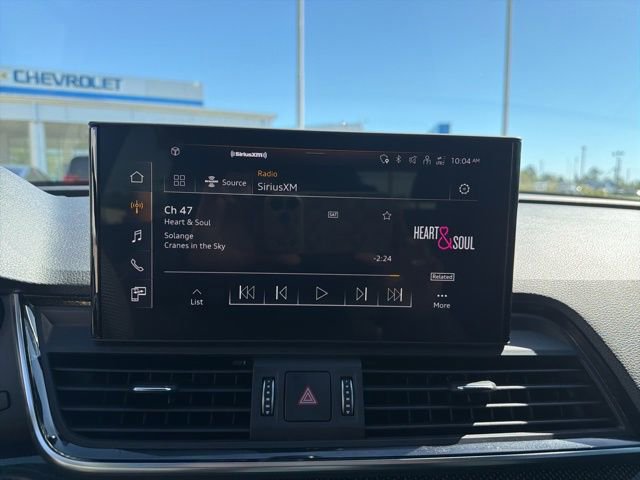 CHEVROLET
((SiriusXM))
10:04 AM
Radio
Source
SiriusXM
Ch 47
Heart & Soul
SAT
Solange
Cranes in the Sky
HEART & SOUL
-2:24
Related
List
More